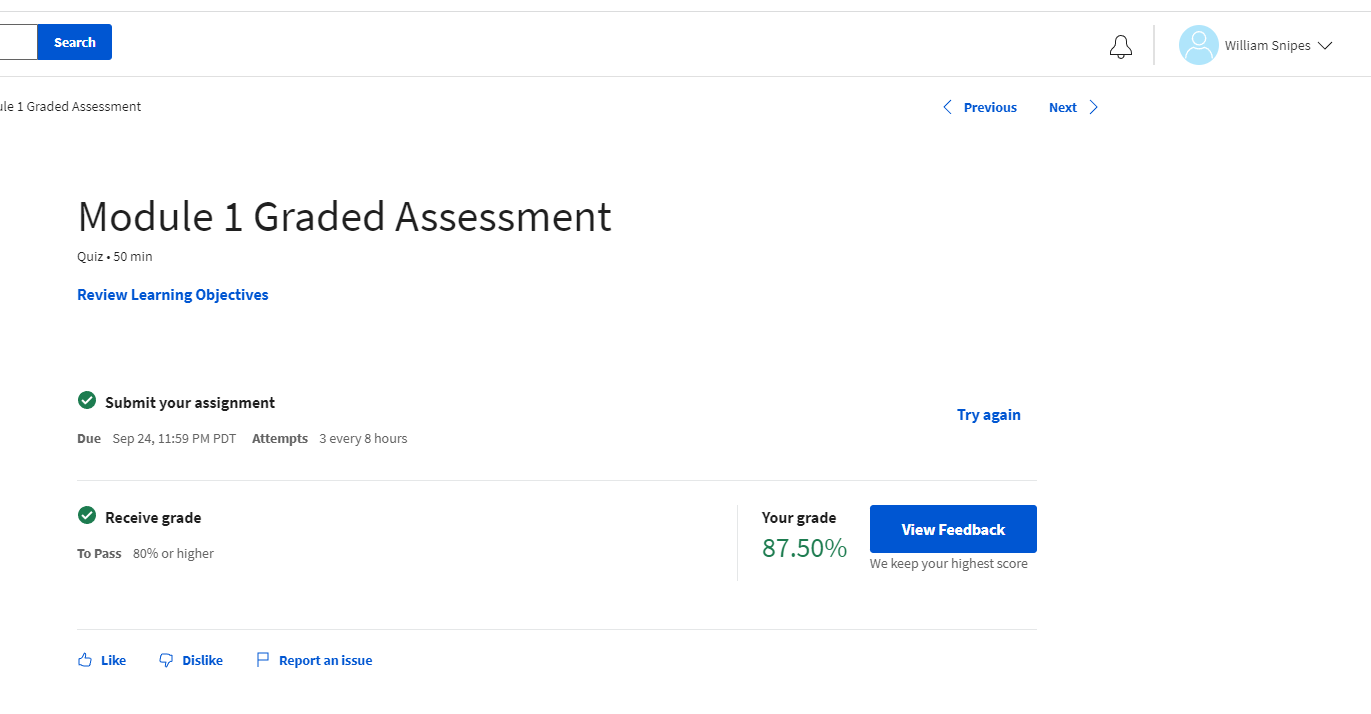 Search
William Snipes
le 1 Graded Assessment
Previous
Next
Module 1 Graded Assessment
Quiz • 50 min
Review Learning Objectives
Submit your assignment
Try again
Due Sep 24, 11:59 PM PDT Attempts 3 every 8 hours
Receive grade
Your grade
View Feedback
To Pass 80% or higher
87.50%
We keep your highest score
Like
Dislike
Report an issue